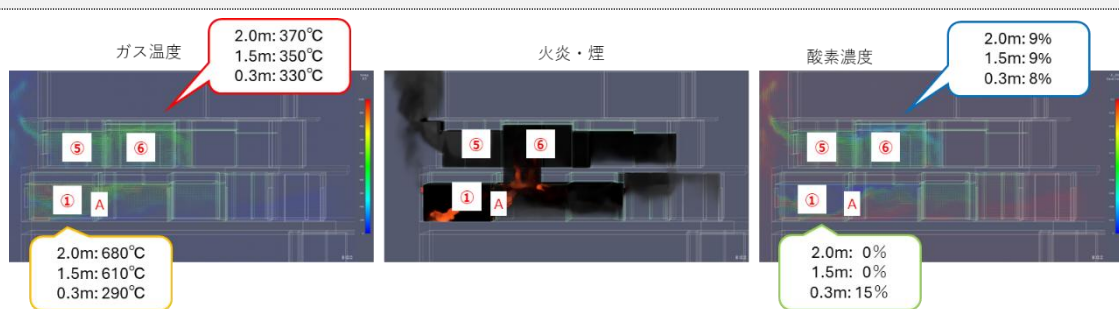 ガス温度
2.0m: 370℃
1.5m: 350℃
0.3m: 330℃
⑤
⑥
①
A
2.0m: 680℃
1.5m: 610℃
0.3m: 290℃
火炎・煙
⑤
⑥
①
A
酸素濃度
2.0m: 9%
1.5m: 9%
0.3m: 8%
⑤
⑥
①
A
2.0m: 0%
1.5m: 0%
0.3m: 15%